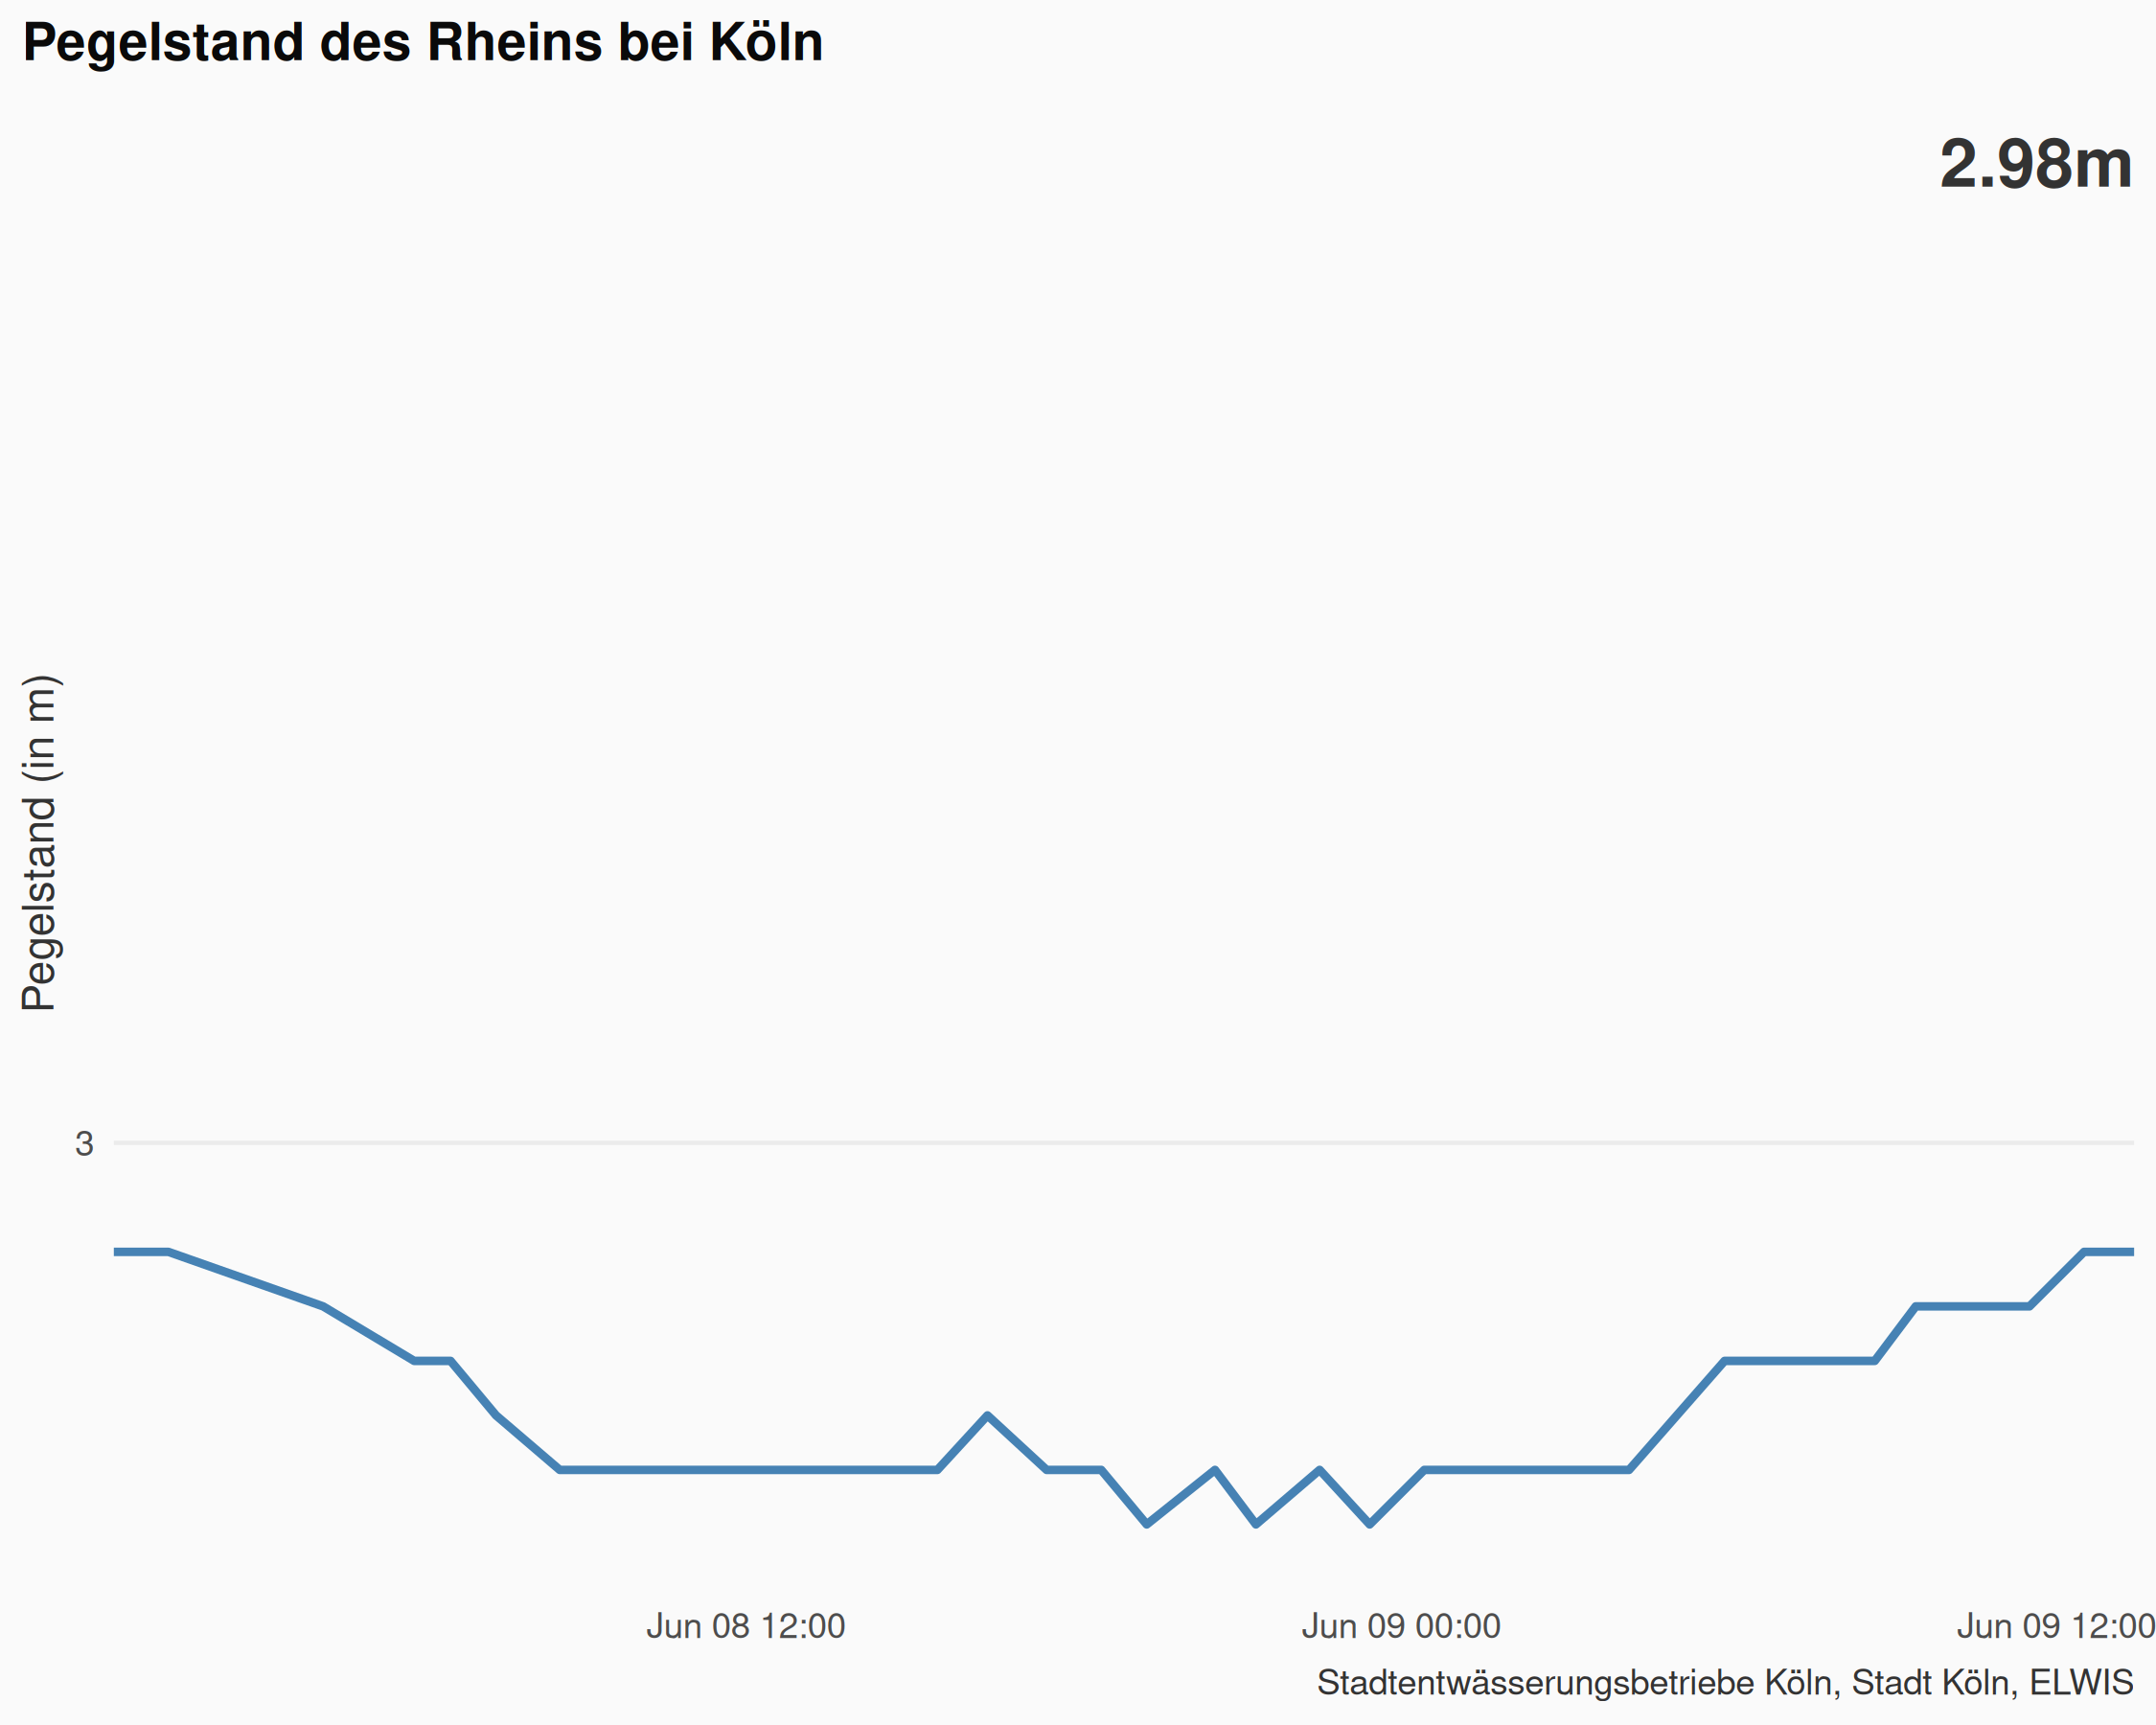 Pegelstand des Rheins bei Köln
2.98m
Pegelstand (in m)
3
Jun 08 12:00
Jun 09 00:00
Jun 09 12:00
Stadtentwässerungsbetriebe Köln, Stadt Köln, ELWIS